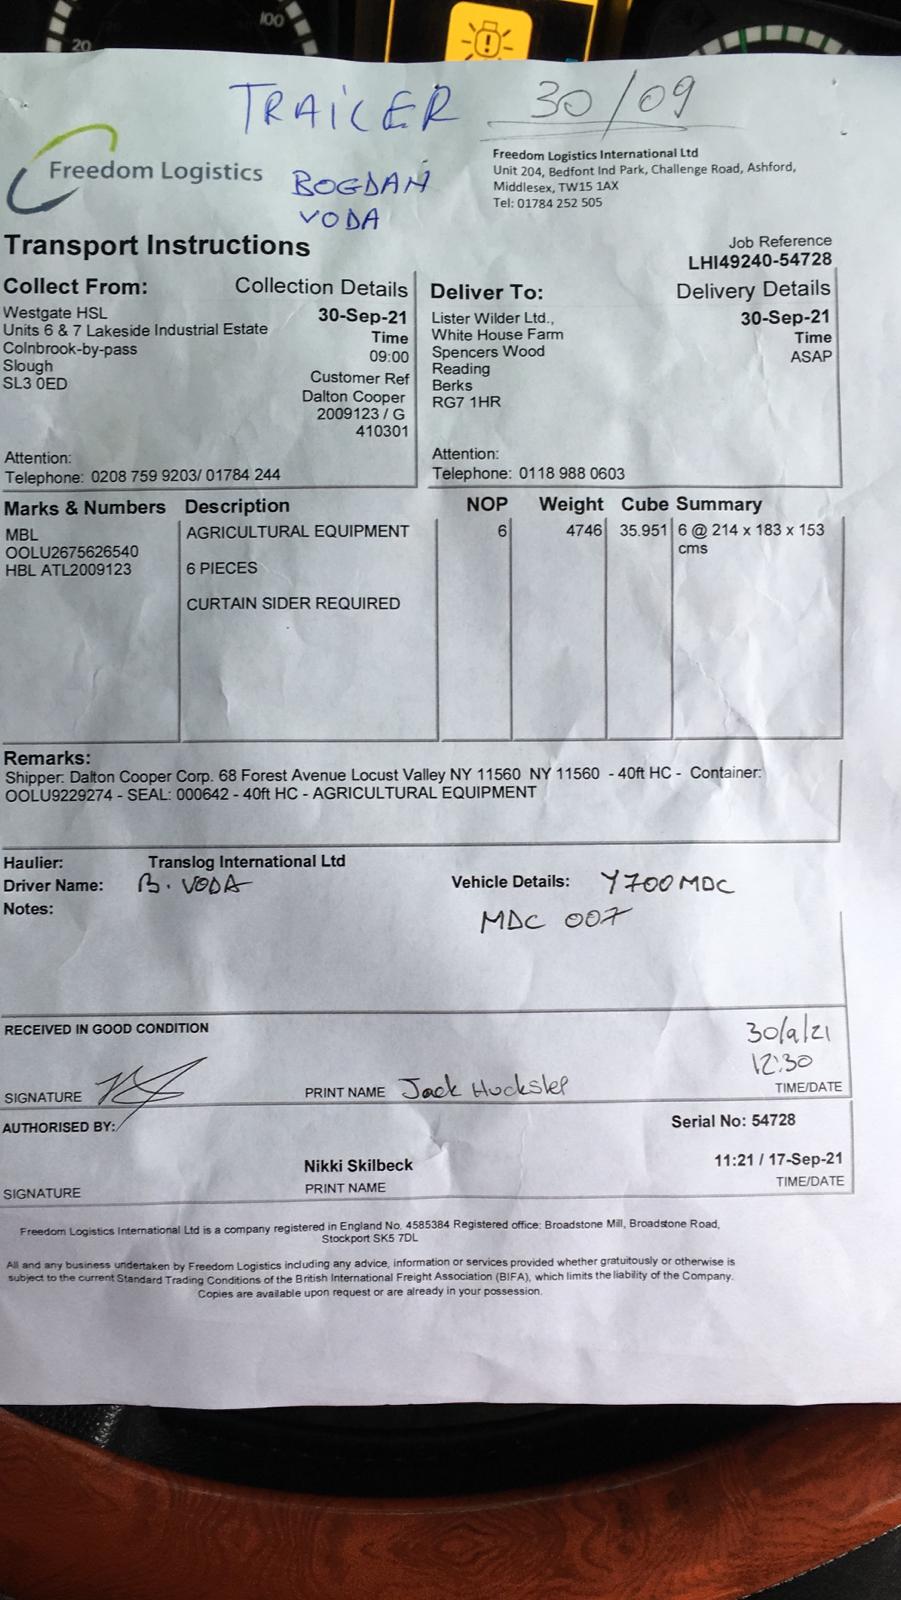 20
100
TRAILER 30/09
Freedom Logistics
BOGDAN
VODA
Freedom Logistics International Ltd
Unit 204, Bedfont Ind Park, Challenge Road, Ashford,
Middlesex, TW15 1AX
Tel: 01784 252 505
Transport Instructions
Job Reference
LHI49240-54728
Collect From:
Westgate HSL
Units 6 & 7 Lakeside Industrial Estate
Colnbrook-by-pass
Slough
SL3 0ED
Attention:
Telephone: 0208 759 9203/ 01784 244
Collection Details
30-Sep-21
Time
09:00
Customer Ref
Dalton Cooper
2009123 / G
410301
Deliver To:
Lister Wilder Ltd.,
White House Farm
Spencers Wood
Reading
Berks
RG7 1HR
Attention:
Telephone: 0118 988 0603
Delivery Details
30-Sep-21
Time
ASAP
Marks & Numbers Description NOP Weight Cube Summary
MBL
OOLU2675626540
HBL ATL2009123
AGRICULTURAL EQUIPMENT
6 PIECES
CURTAIN SIDER REQUIRED
6
4746
35.951
6 @ 214 x 183 x 153
cms
Remarks:
Shipper: Dalton Cooper Corp. 68 Forest Avenue Locust Valley NY 11560 NY 11560 - 40ft HC - Container:
OOLU9229274 - SEAL: 000642 - 40ft HC - AGRICULTURAL EQUIPMENT
Haulier: Translog International Ltd
Driver Name: B. VODA Vehicle Details: Y700MDC
Notes: MDC 007
RECEIVED IN GOOD CONDITION
30/9/21
12:30
SIGNATURE PRINT NAME Jack Huckstep TIME/DATE
AUTHORISED BY: Serial No: 54728
Nikki Skilbeck 11:21 / 17-Sep-21
SIGNATURE PRINT NAME TIME/DATE
Freedom Logistics International Ltd is a company registered in England No. 4585384 Registered office: Broadstone Mill, Broadstone Road,
Stockport SK5 7DL
All and any business undertaken by Freedom Logistics including any advice, information or services provided whether gratuitously or otherwise is
subject to the current Standard Trading Conditions of the British International Freight Association (BIFA), which limits the liability of the Company.
Copies are available upon request or are already in your possession.